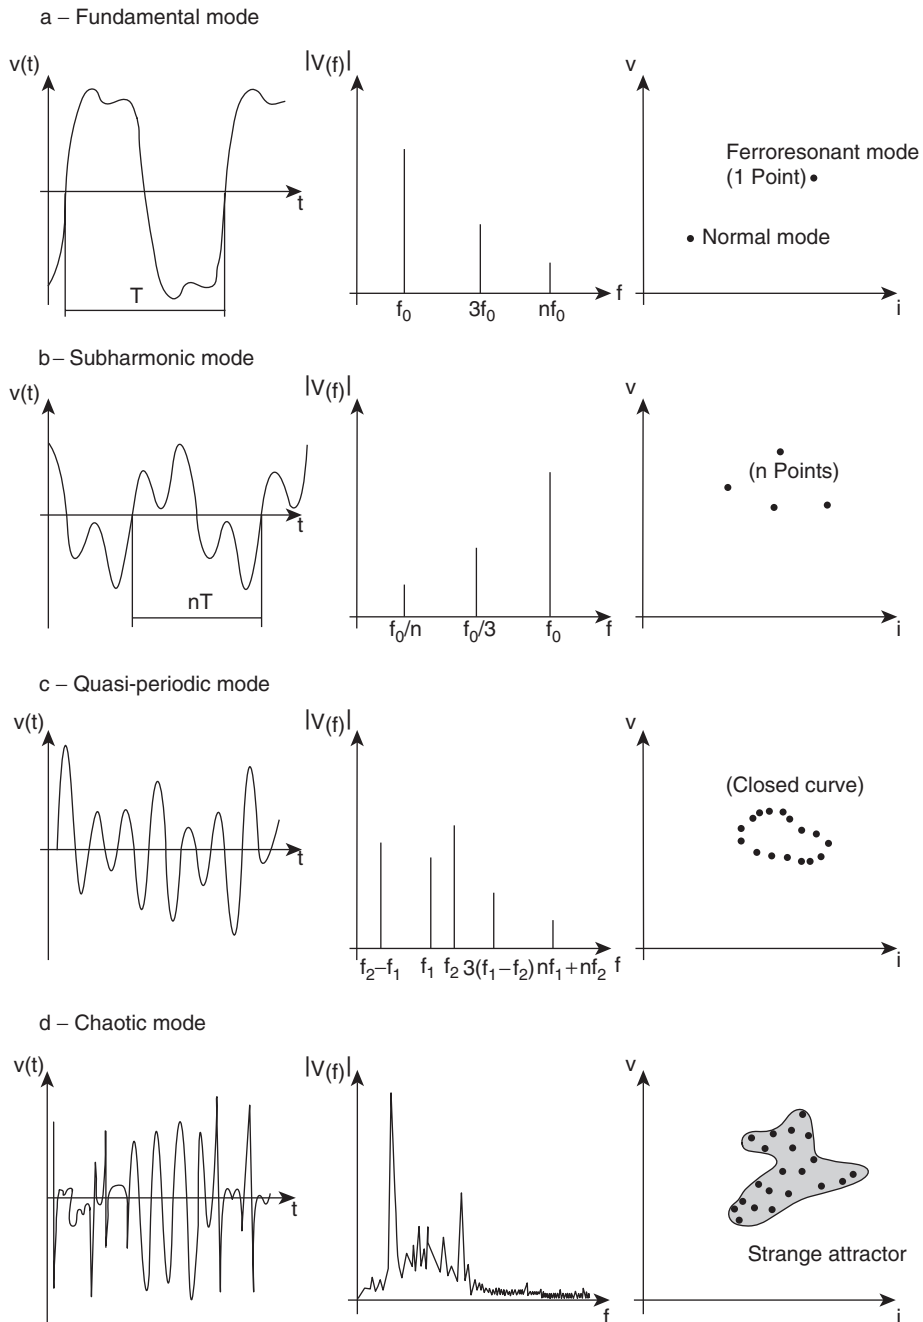 a – Fundamental mode
v(t)
|V(f)|
v
Ferroresonant mode
(1 Point)
Normal mode
t
T
f₀
3f₀
nf₀
f
i
b – Subharmonic mode
v(t)
|V(f)|
v
(n Points)
t
nT
f₀/n
f₀/3
f₀
f
i
c – Quasi-periodic mode
v(t)
|V(f)|
v
(Closed curve)
t
f₂–f₁
f₁
f₂
3(f₁–f₂)
nf₁+nf₂
f
i
d – Chaotic mode
v(t)
|V(f)|
v
t
Strange attractor
f
i